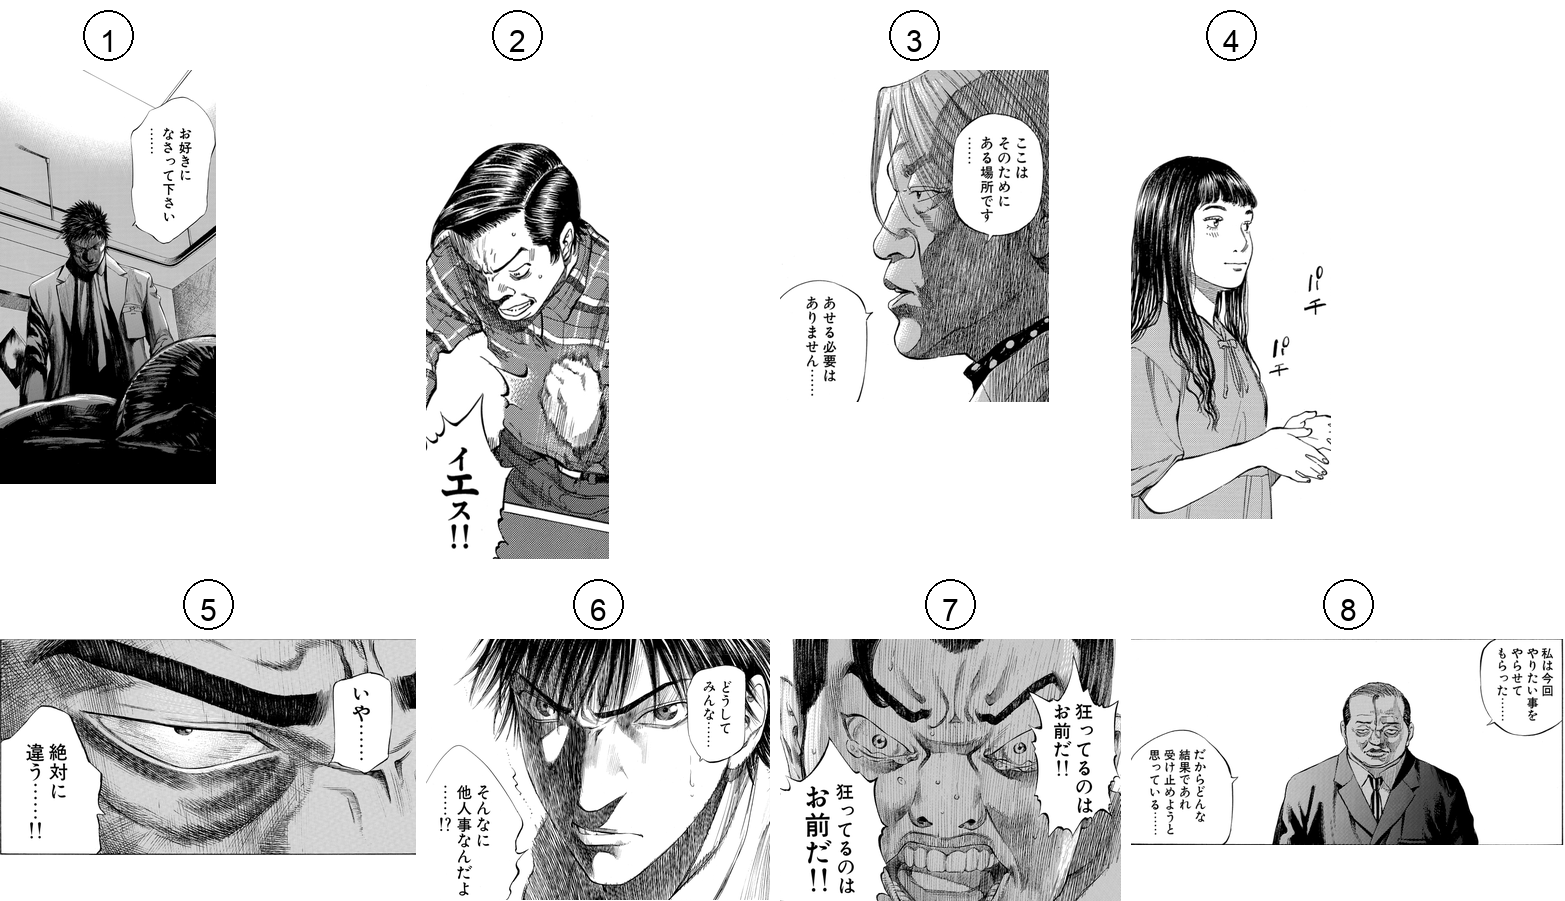 1
お好きに
なさって下さい
……
2
イエス!!
3
ここは
そのために
ある場所です
……
あせる必要は
ありません……
4
パチ
パチ
5
いや……
絶対に
違う……!!
6
どうして
みんな……
そんなに
他人事なんだよ
……!?
7
狂ってるのは
お前だ!!
狂ってるのは
お前だ!!
8
私は今回
やりたい事を
やらせて
もらった……
だからどんな
結果であれ
受け止めようと
思っている……